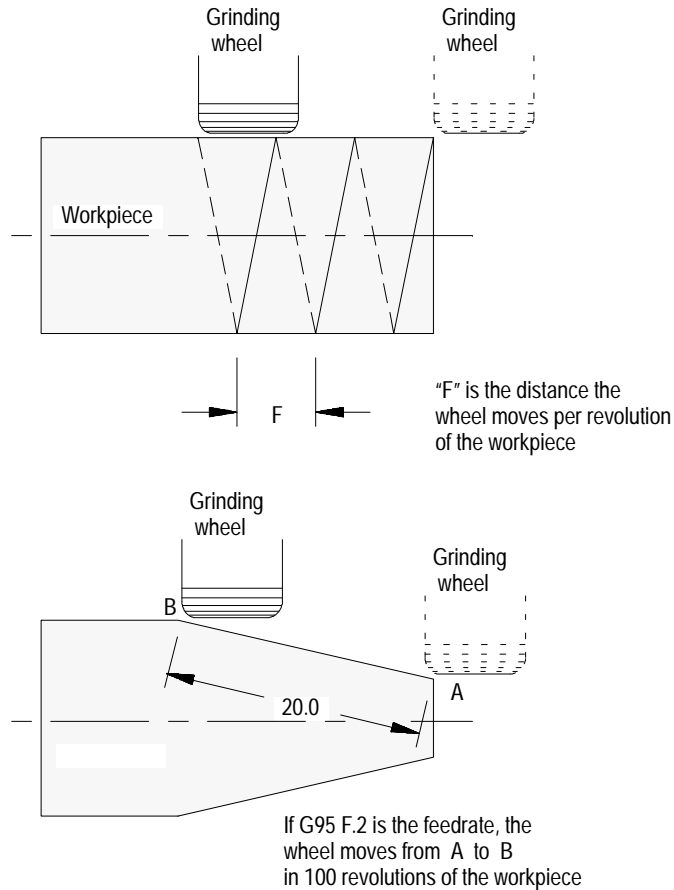 Grinding
wheel
Grinding
wheel
Workpiece
F
"F" is the distance the
wheel moves per revolution
of the workpiece
Grinding
wheel
Grinding
wheel
B
A
20.0
If G95 F.2 is the feedrate, the
wheel moves from A to B
in 100 revolutions of the workpiece